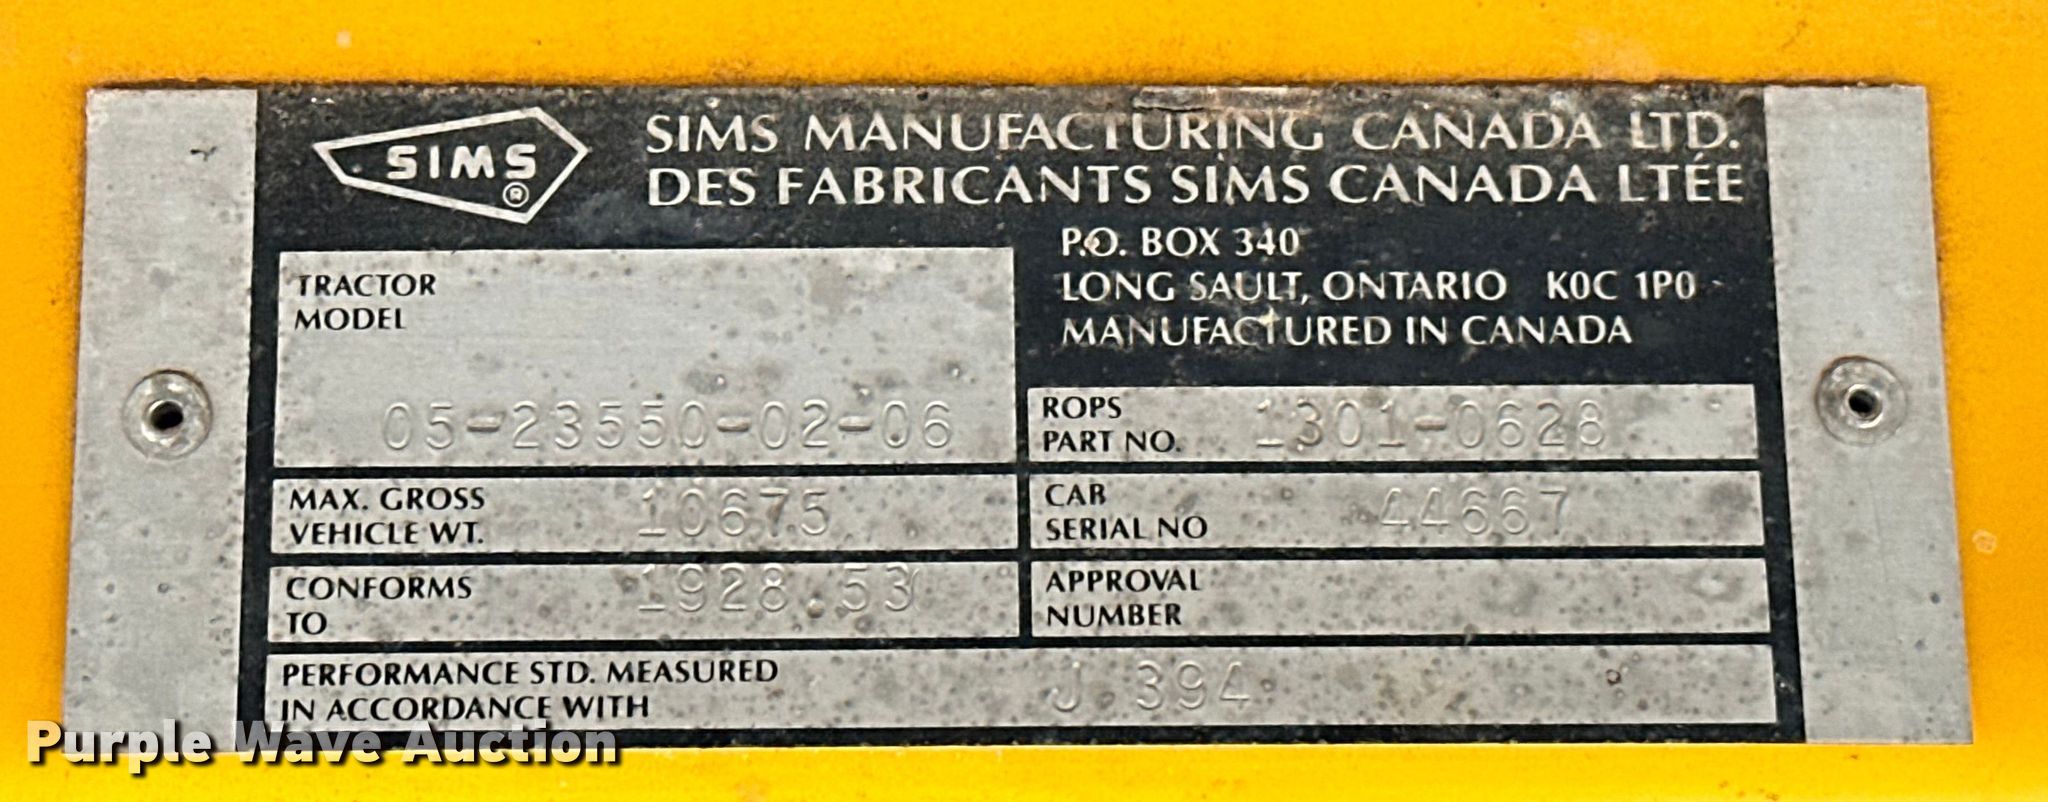 SIMS
®
SIMS MANUFACTURING CANADA LTD.
DES FABRICANTS SIMS CANADA LTÉE
P.O. BOX 340
LONG SAULT, ONTARIO K0C 1P0
MANUFACTURED IN CANADA
TRACTOR
MODEL
05-23550-02-06
ROPS
PART NO. 1301-0628
MAX. GROSS
VEHICLE WT. 10675
CAB
SERIAL NO 44667
CONFORMS
TO 1928.53
APPROVAL
NUMBER
PERFORMANCE STD. MEASURED
IN ACCORDANCE WITH J.394
Purple Wave Auction